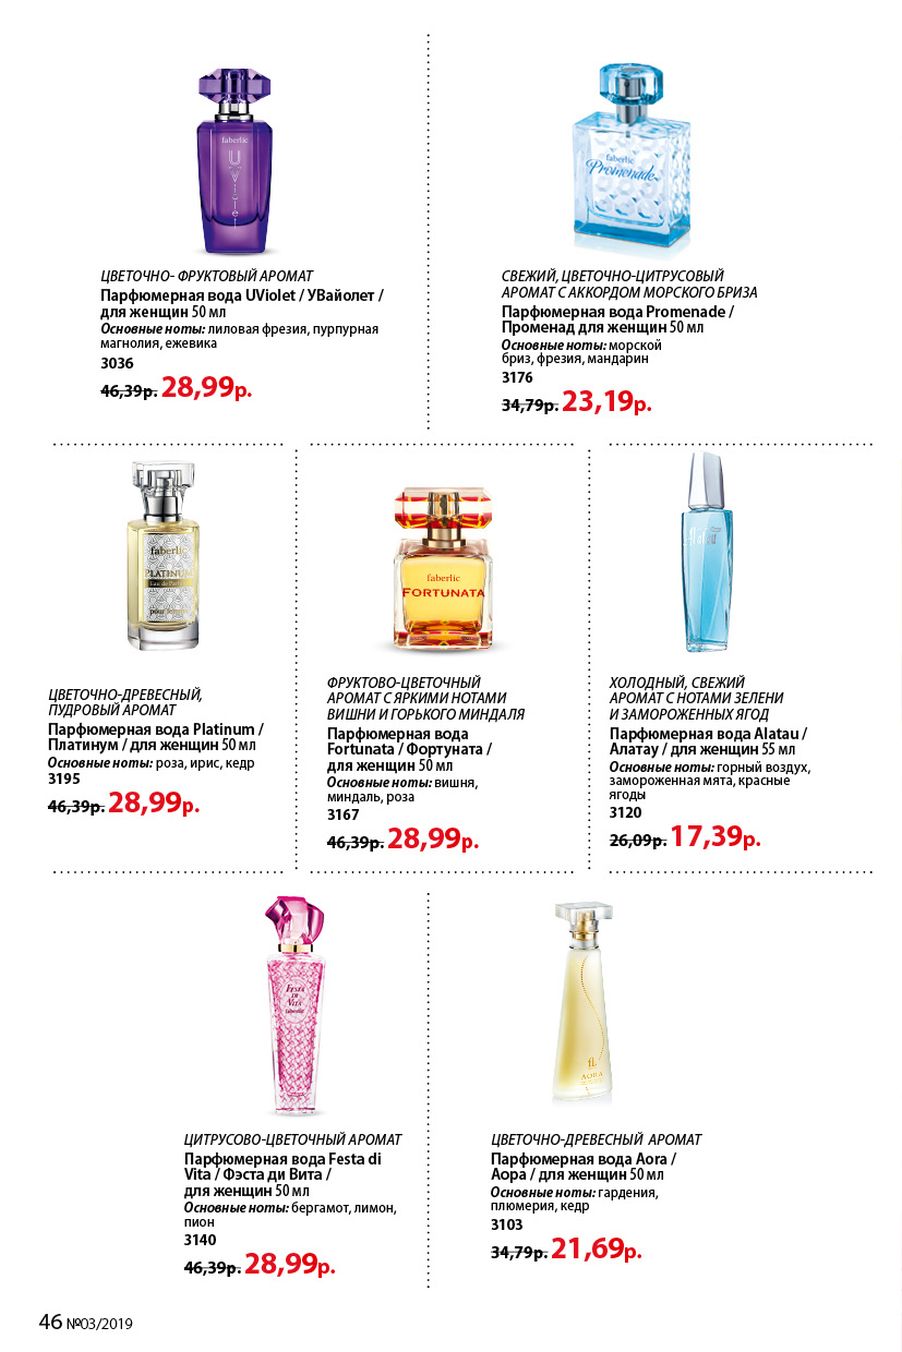 faberlic
UViolet
ЦВЕТОЧНО- ФРУКТОВЫЙ АРОМАТ
Парфюмерная вода UViolet / УВайолет /
для женщин 50 мл
Основные ноты: лиловая фрезия, пурпурная
магнолия, ежевика
3036
46,39р. 28,99р.
faberlic
Promenade
СВЕЖИЙ, ЦВЕТОЧНО-ЦИТРУСОВЫЙ
АРОМАТ С АККОРДОМ МОРСКОГО БРИЗА
Парфюмерная вода Promenade /
Променад для женщин 50 мл
Основные ноты: морской
бриз, фрезия, мандарин
3176
34,79р. 23,19р.
faberlic
PLATINUM
Eau de Parfum
pour femme
ЦВЕТОЧНО-ДРЕВЕСНЫЙ,
ПУДРОВЫЙ АРОМАТ
Парфюмерная вода Platinum /
Платинум / для женщин 50 мл
Основные ноты: роза, ирис, кедр
3195
46,39р. 28,99р.
faberlic
FORTUNATA
ФРУКТОВО-ЦВЕТОЧНЫЙ
АРОМАТ С ЯРКИМИ НОТАМИ
ВИШНИ И ГОРЬКОГО МИНДАЛЯ
Парфюмерная вода
Fortunata / Фортуната /
для женщин 50 мл
Основные ноты: вишня,
миндаль, роза
3167
46,39р. 28,99р.
Alatau
ХОЛОДНЫЙ, СВЕЖИЙ
АРОМАТ С НОТАМИ ЗЕЛЕНИ
И ЗАМОРОЖЕННЫХ ЯГОД
Парфюмерная вода Alatau /
Алатау / для женщин 55 мл
Основные ноты: горный воздух,
замороженная мята, красные
ягоды
3120
26,09р. 17,39р.
FESTA
DI
VITA
faberlic
ЦИТРУСОВО-ЦВЕТОЧНЫЙ АРОМАТ
Парфюмерная вода Festa di
Vita / Фэста ди Вита /
для женщин 50 мл
Основные ноты: бергамот, лимон,
пион
3140
46,39р. 28,99р.
fl
AORA
ЦВЕТОЧНО-ДРЕВЕСНЫЙ АРОМАТ
Парфюмерная вода Aora /
Аора / для женщин 50 мл
Основные ноты: гардения,
плюмерия, кедр
3103
34,79р. 21,69р.
46 №03/2019